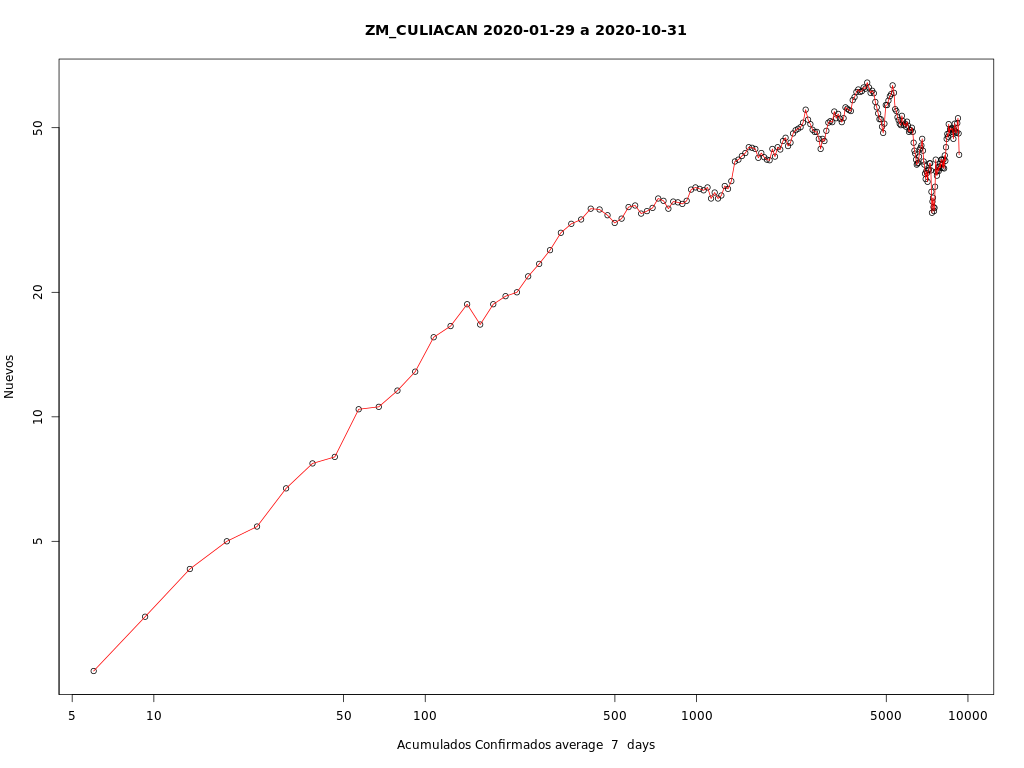 ZM_CULIACAN 2020-01-29 a 2020-10-31
Nuevos
50
20
10
5
5 10 50 100 500 1000 5000 10000
Acumulados Confirmados average 7 days